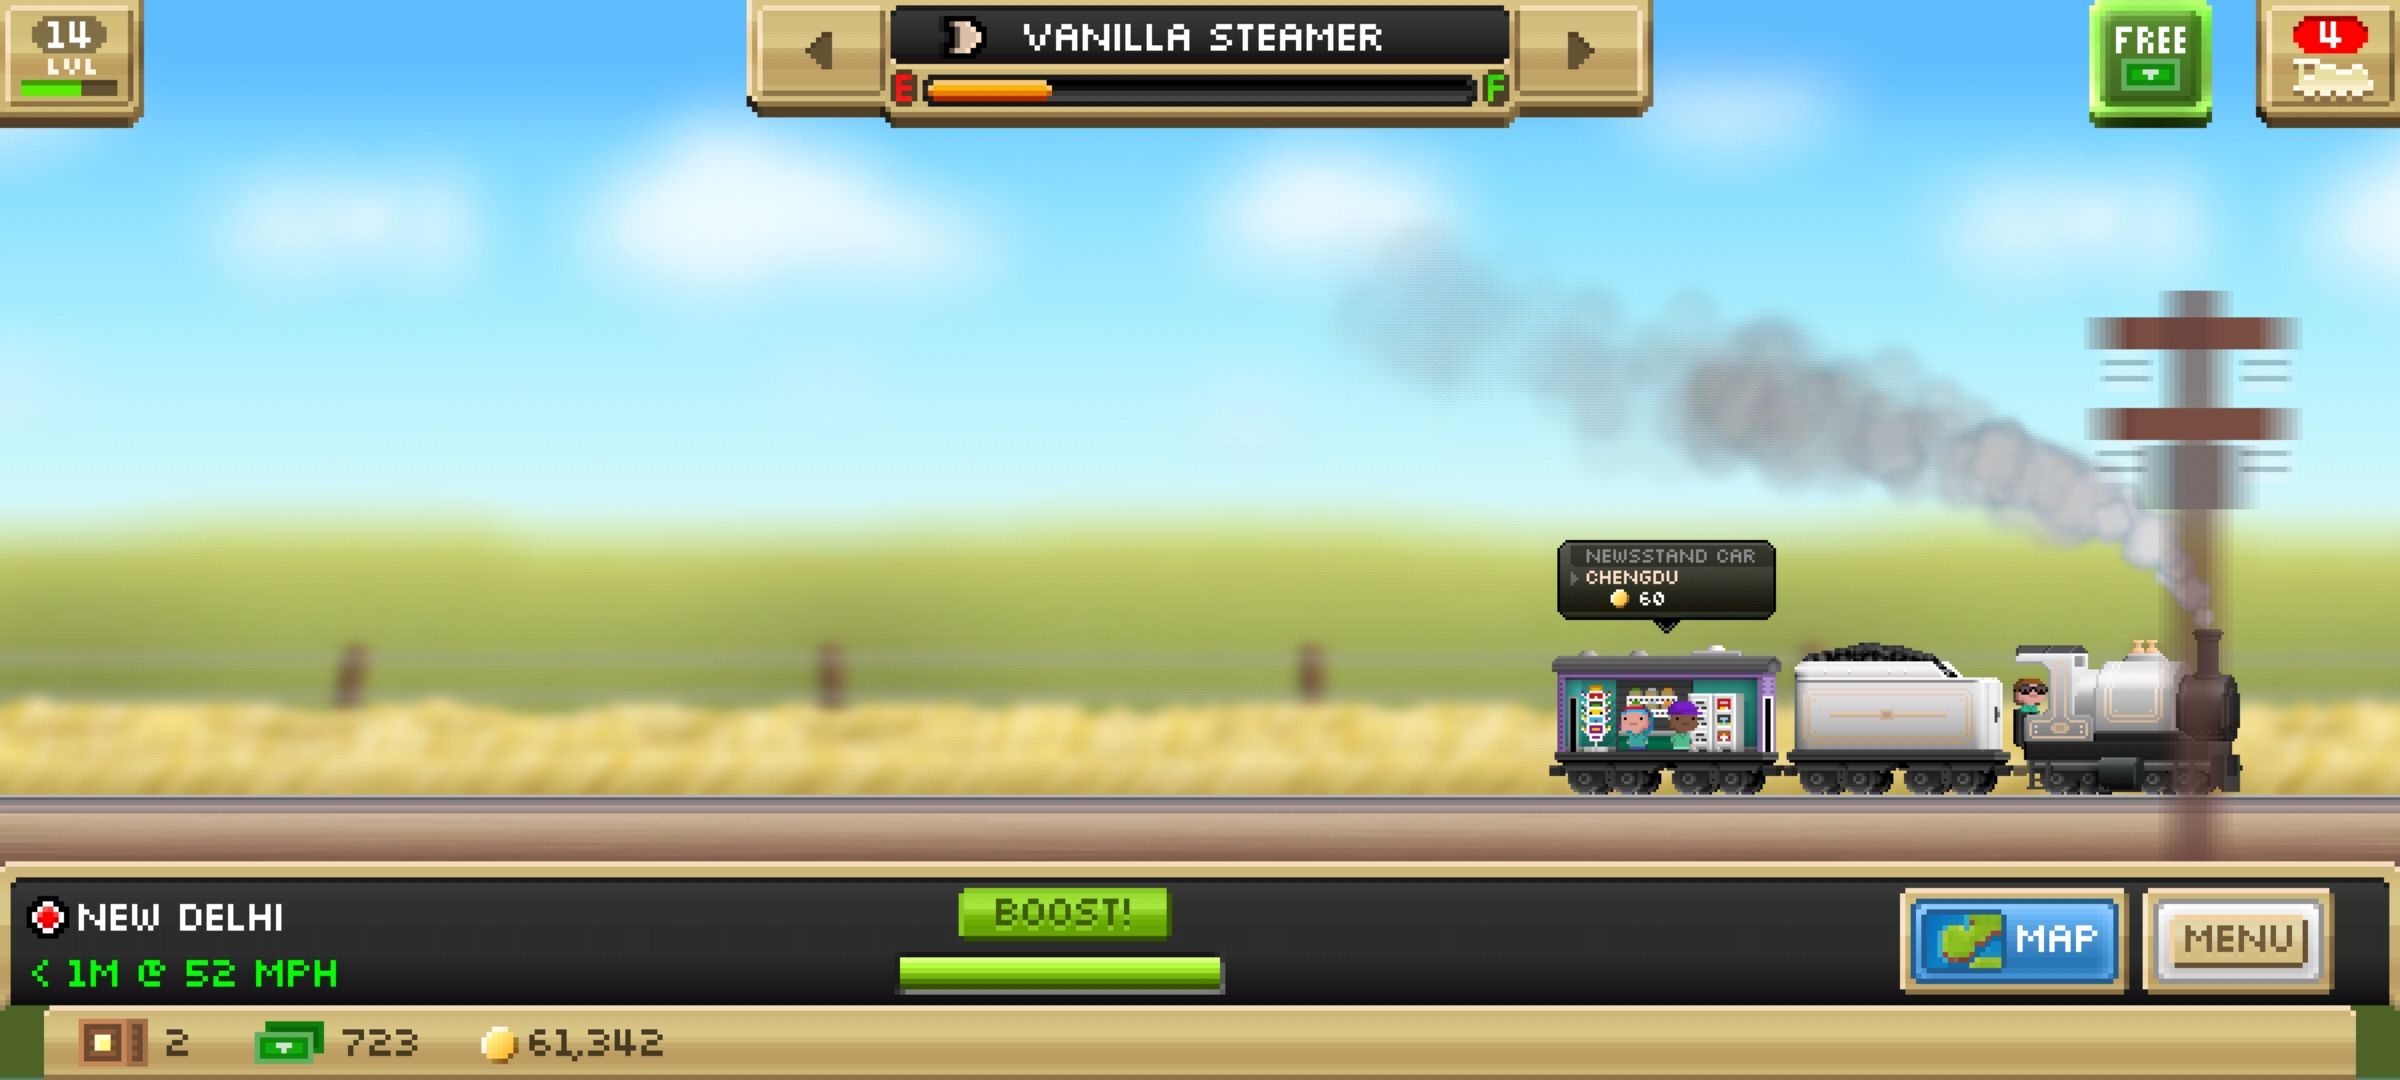 14
LVL
VANILLA STEAMER
E F
FREE
4
NEWSSTAND CAR
CHENGDU
60
NEW DELHI
< 1M @ 52 MPH
BOOST!
MAP
MENU
2
723
61,342